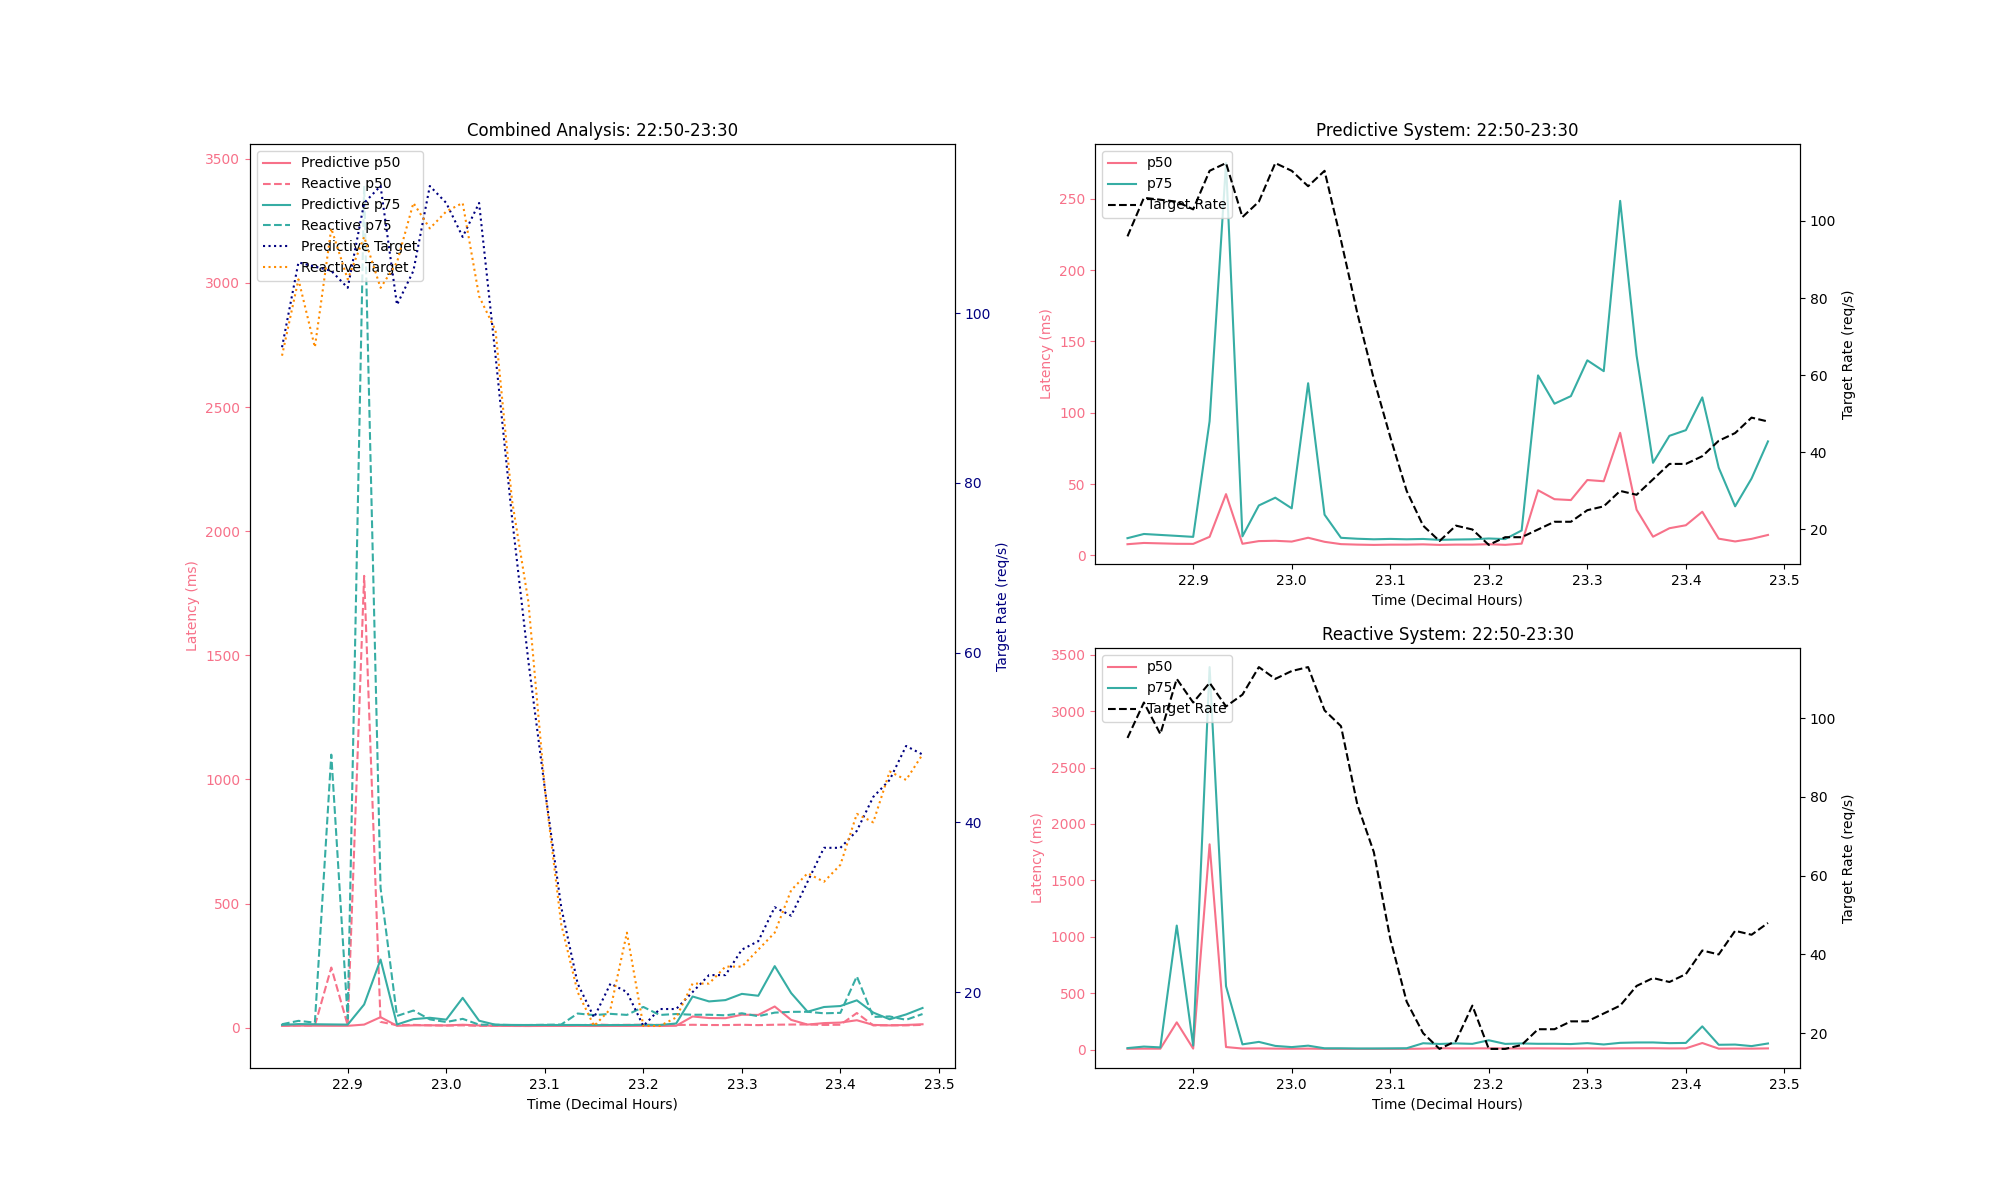 Combined Analysis: 22:50-23:30
3500
3000
2500
2000
1500
1000
500
0
Latency (ms)
Predictive p50
Reactive p50
Predictive p75
Reactive p75
Predictive Target
Reactive Target
100
80
60
40
20
Target Rate (req/s)
22.9 23.0 23.1 23.2 23.3 23.4 23.5
Time (Decimal Hours)
Predictive System: 22:50-23:30
250
200
150
100
50
0
Latency (ms)
p50
p75
Target Rate
100
80
60
40
20
Target Rate (req/s)
22.9 23.0 23.1 23.2 23.3 23.4 23.5
Time (Decimal Hours)
Reactive System: 22:50-23:30
3500
3000
2500
2000
1500
1000
500
0
Latency (ms)
p50
p75
Target Rate
100
80
60
40
20
Target Rate (req/s)
22.9 23.0 23.1 23.2 23.3 23.4 23.5
Time (Decimal Hours)